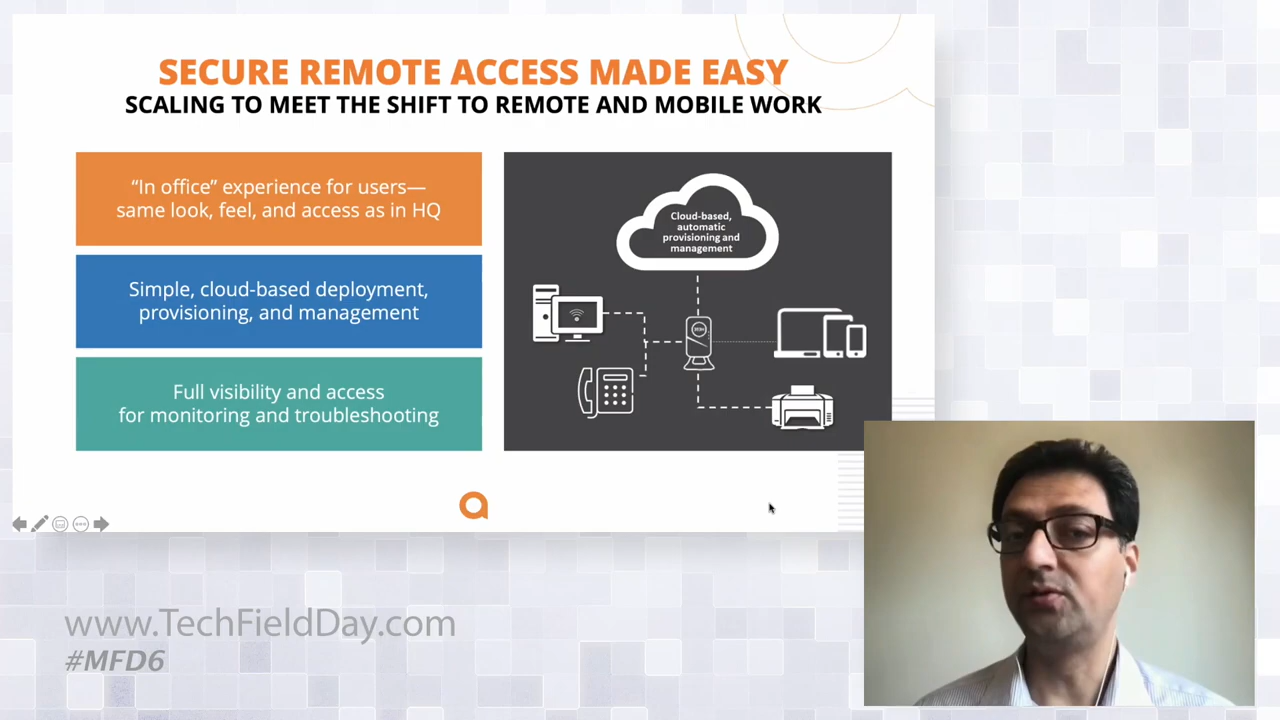 SECURE REMOTE ACCESS MADE EASY
SCALING TO MEET THE SHIFT TO REMOTE AND MOBILE WORK
“In office” experience for users—
same look, feel, and access as in HQ
Simple, cloud-based deployment,
provisioning, and management
Full visibility and access
for monitoring and troubleshooting
Cloud-based,
automatic
provisioning and
management
www.TechFieldDay.com
#MFD6